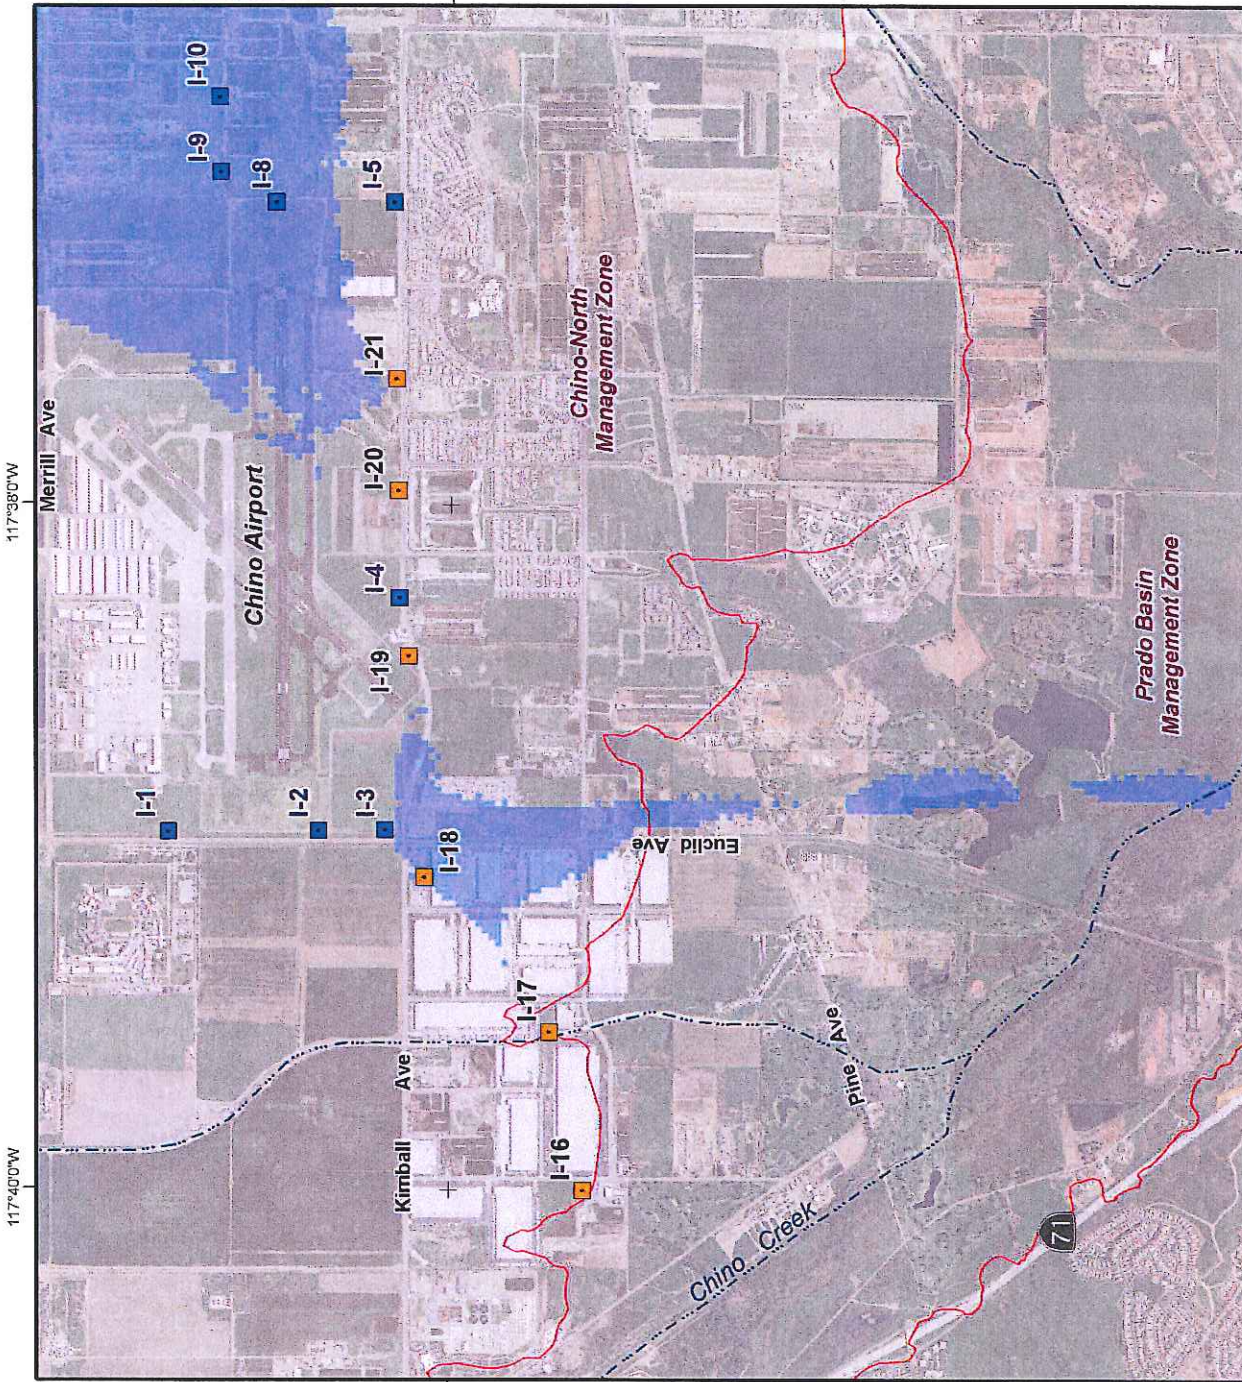 117°40'0"W
117°38'0"W
Merrill Ave
I-10
I-9
I-8
I-5
Chino Airport
I-21
I-20
I-4
I-19
I-1
I-2
I-3
I-18
Chino-North
Management Zone
Kimball Ave
I-17
I-16
Euclid Ave
Pine Ave
Prado Basin
Management Zone
Chino Creek
71